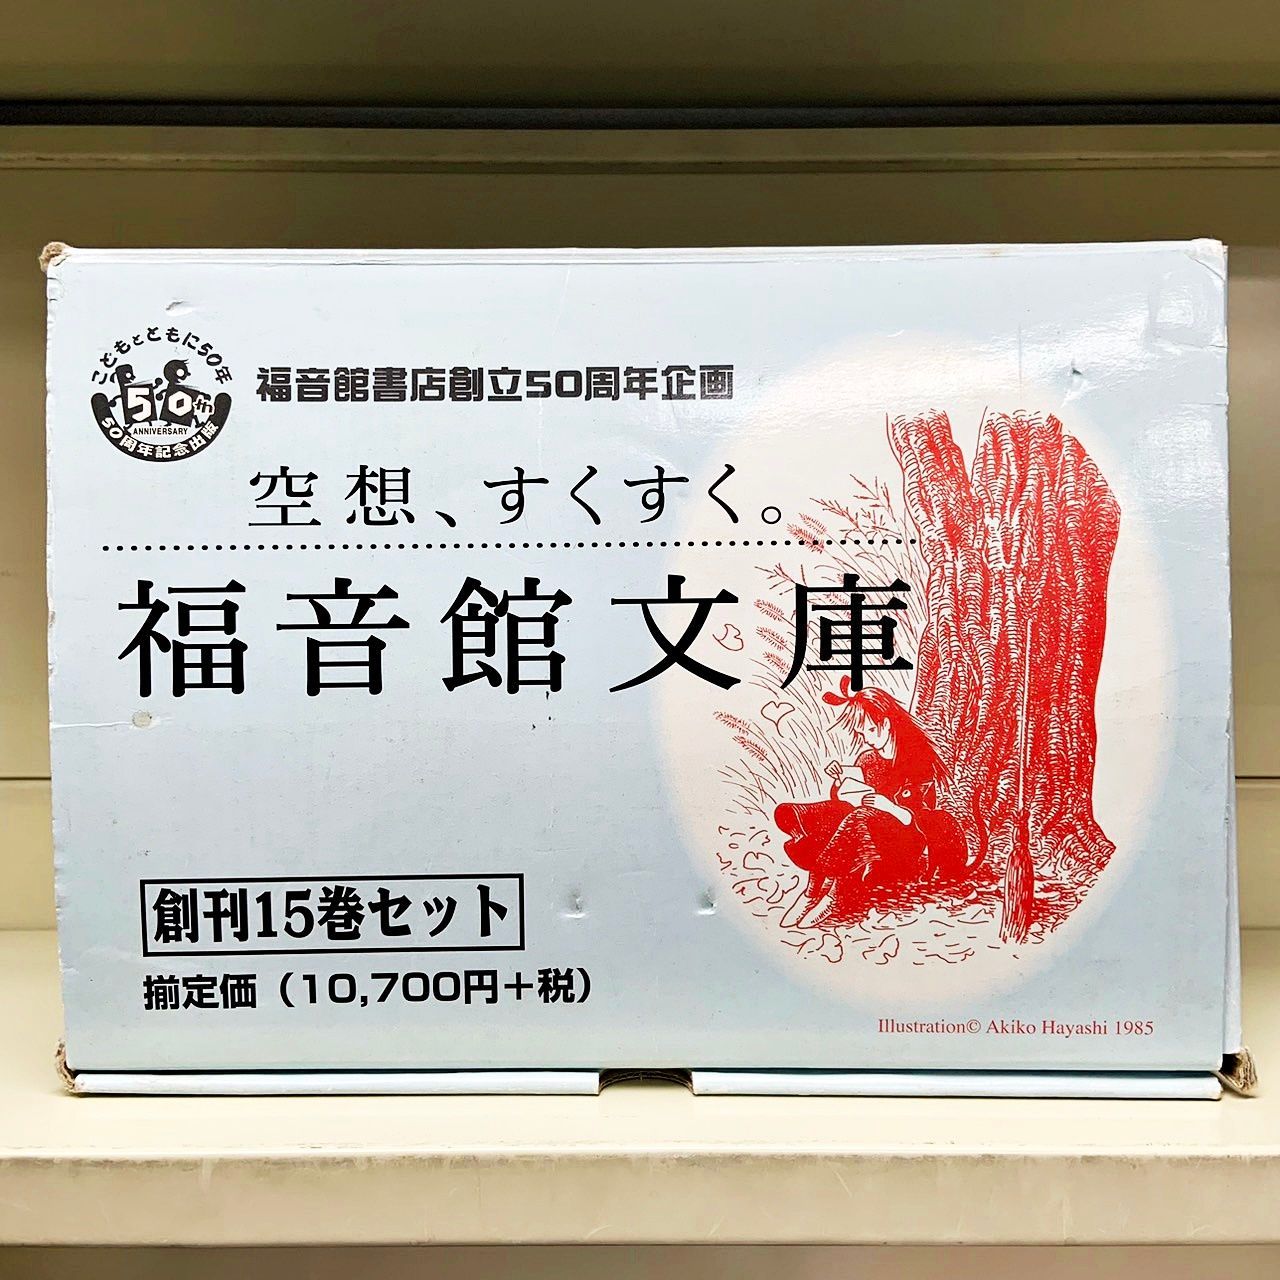 こどもとともに50年
50th
ANNIVERSARY
50周年記念出版
福音館書店創立50周年企画
空想、すくすく。
福音館文庫
創刊15巻セット
揃定価（10,700円＋税）
Illustration© Akiko Hayashi 1985